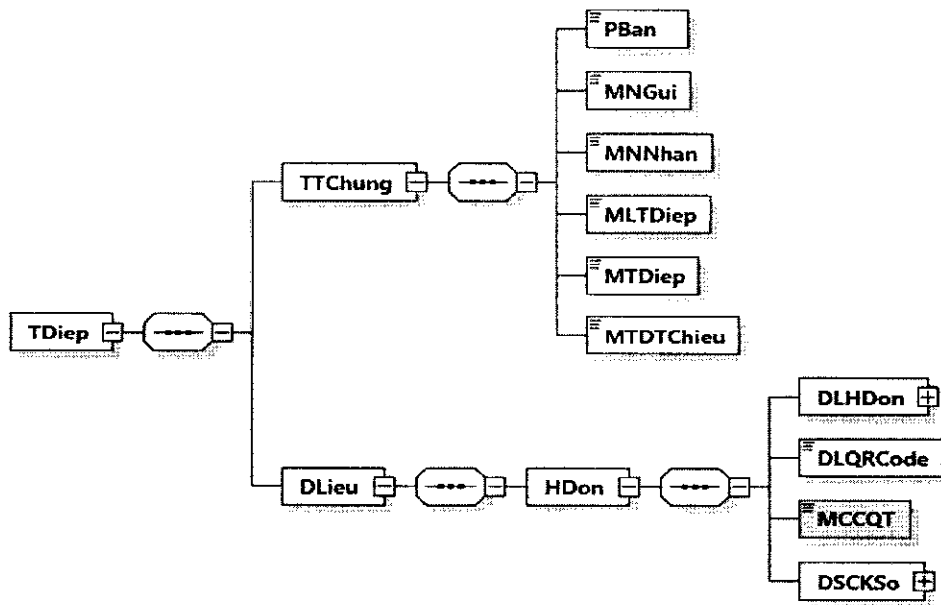 PBan
MNGui
MNNhan
TTChung
MLTDiep
MTDiep
TDiep
MTDTChieu
DLHDon
DLQRCode
DLieu
HDon
MCCQT
DSCKSo